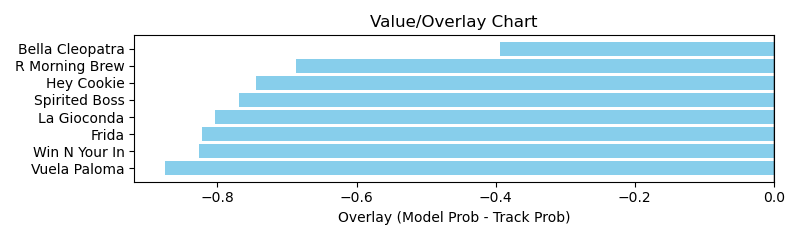 Value/Overlay Chart
Bella Cleopatra
R Morning Brew
Hey Cookie
Spirited Boss
La Gioconda
Frida
Win N Your In
Vuela Paloma
−0.8 −0.6 −0.4 −0.2 0.0
Overlay (Model Prob - Track Prob)